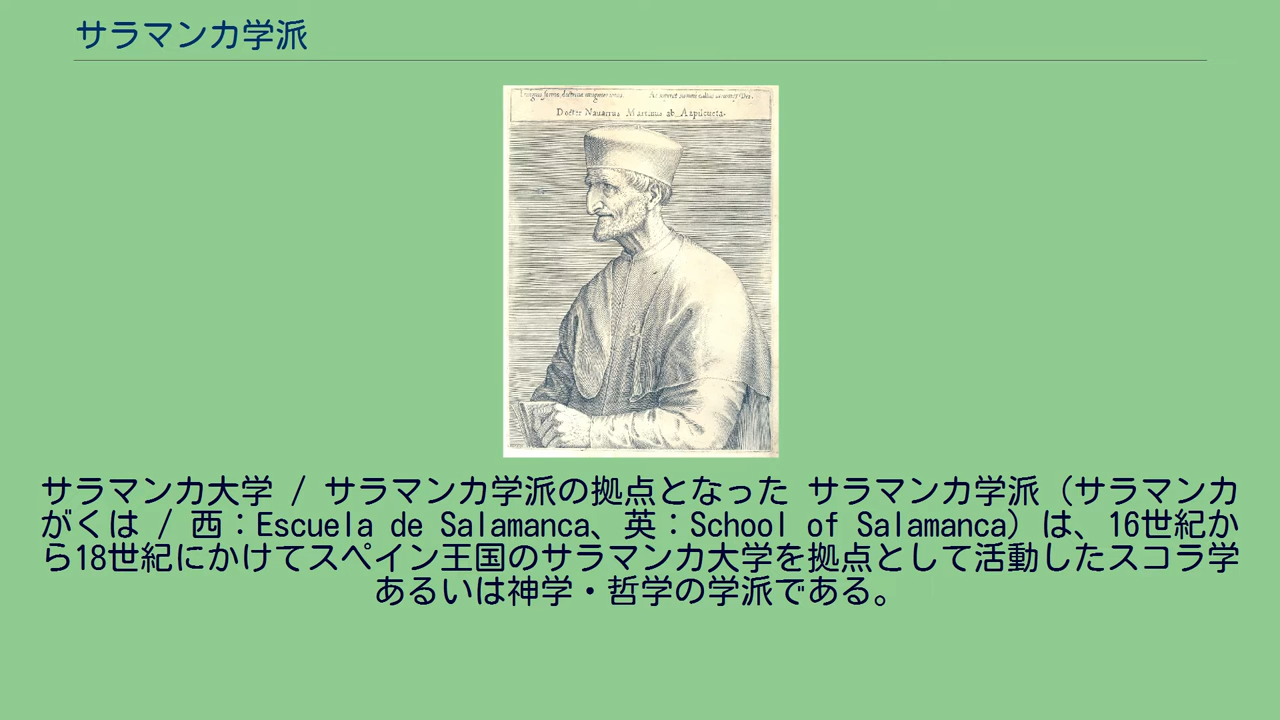 サラマンカ学派
Docter Nauarrus Martinus ab Azpilcueta.
サラマンカ大学 / サラマンカ学派の拠点となった サラマンカ学派（サラマンカ
がくは / 西：Escuela de Salamanca、英：School of Salamanca）は、16世紀か
ら18世紀にかけてスペイン王国のサラマンカ大学を拠点として活動したスコラ学
あるいは神学・哲学の学派である。